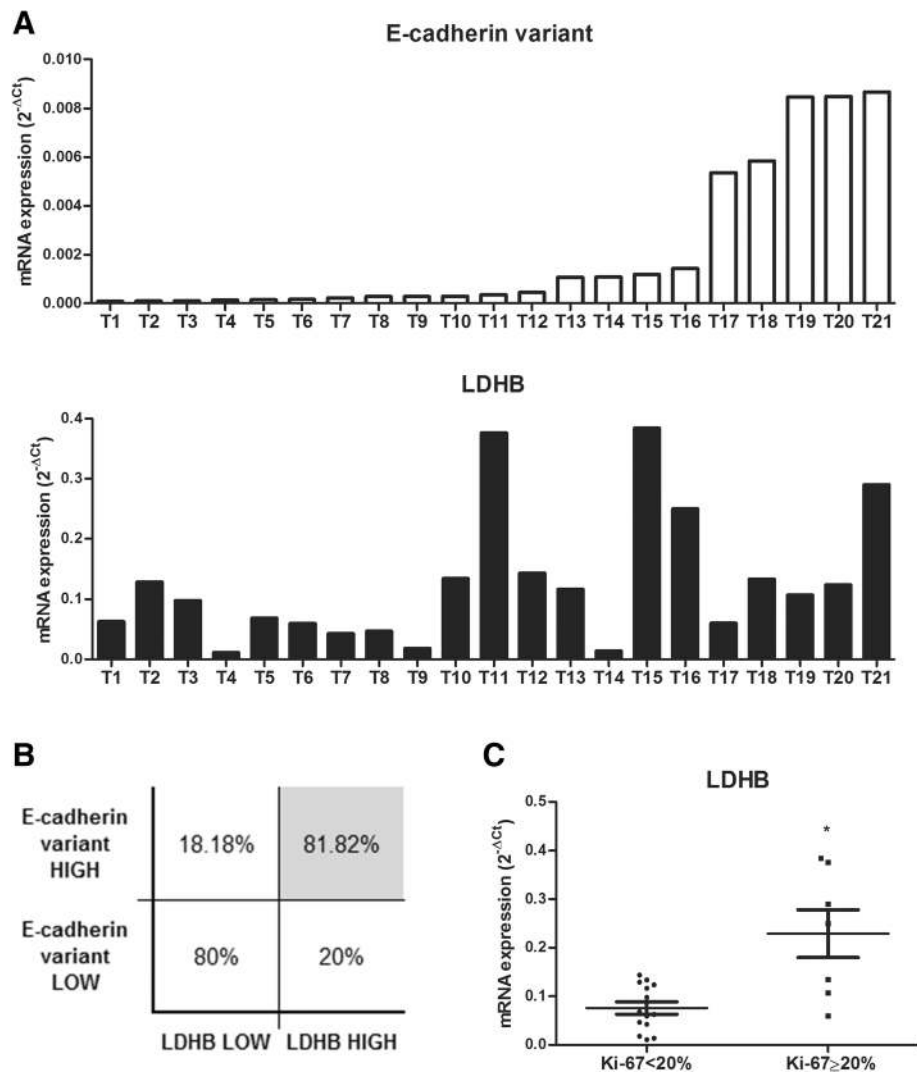 A
E-cadherin variant
mRNA expression (2-ΔCt)
0.010
0.008
0.006
0.004
0.002
0.000
T1 T2 T3 T4 T5 T6 T7 T8 T9 T10 T11 T12 T13 T14 T15 T16 T17 T18 T19 T20 T21
LDHB
mRNA expression (2-ΔCt)
0.4
0.3
0.2
0.1
0.0
T1 T2 T3 T4 T5 T6 T7 T8 T9 T10 T11 T12 T13 T14 T15 T16 T17 T18 T19 T20 T21
B
E-cadherin
variant
HIGH
18.18% 81.82%
E-cadherin
variant
LOW
80% 20%
LDHB LOW LDHB HIGH
C
LDHB
mRNA expression (2-ΔCt)
0.5
0.4
0.3
0.2
0.1
0.0
*
Ki-67<20% Ki-67≥20%